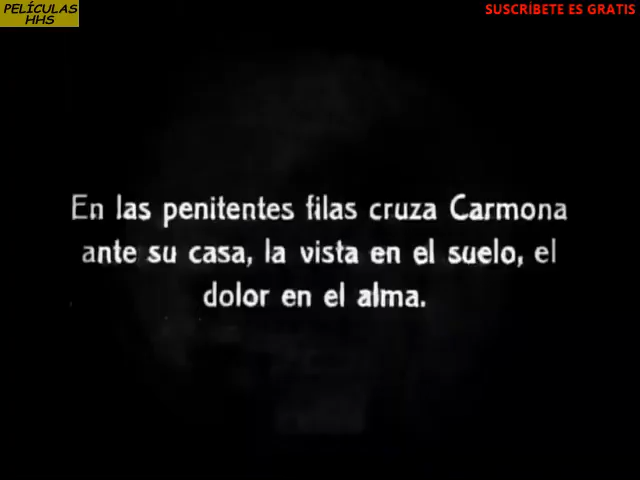 PELÍCULAS
HHS
SUSCRÍBETE ES GRATIS
En las penitentes filas cruza Carmona
ante su casa, la vista en el suelo, el
dolor en el alma.